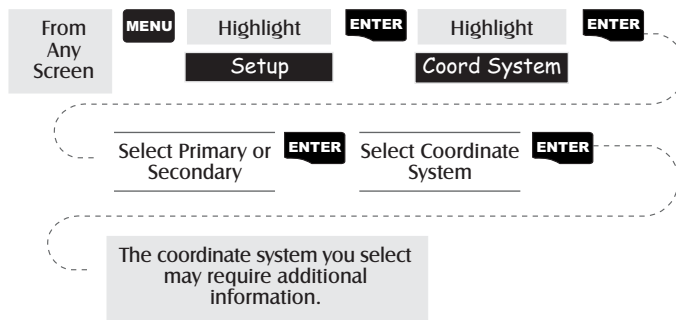 From
Any
Screen
MENU
Highlight
Setup
ENTER
Highlight
Coord System
ENTER
Select Primary or
Secondary
ENTER
Select Coordinate
System
ENTER
The coordinate system you select
may require additional
information.